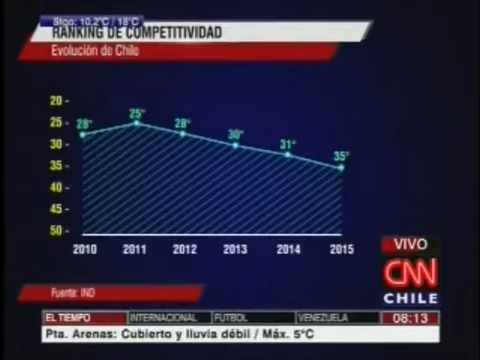 Stgo: 10,2°C / 18°C
RANKING DE COMPETITIVIDAD
Evolución de Chile
20 -
25 -
30 -
35 -
40 -
45 -
50 -
28°
25°
28°
30°
31°
35°
2010 2011 2012 2013 2014 2015
VIVO
CNN
CHILE
Fuente: IND
EL TIEMPO INTERNACIONAL FUTBOL VENEZUELA 08:13
Pta. Arenas: Cubierto y lluvia débil / Máx. 5°C